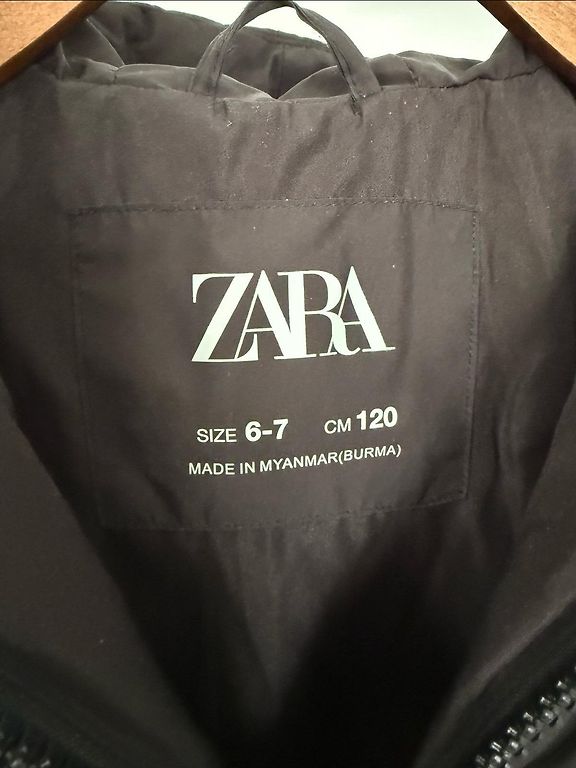 ZARA
SIZE 6-7 CM 120
MADE IN MYANMAR(BURMA)